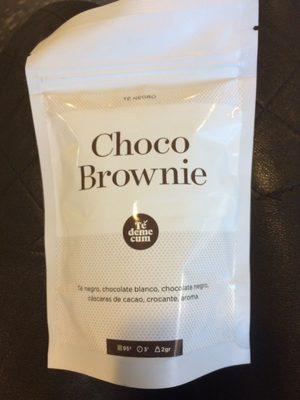 TÉ NEGRO
Choco
Brownie
Té
deme
cum
Té negro, chocolate blanco, chocolate negro,
cáscaras de cacao, crocante, aroma
95º 3' 2gr